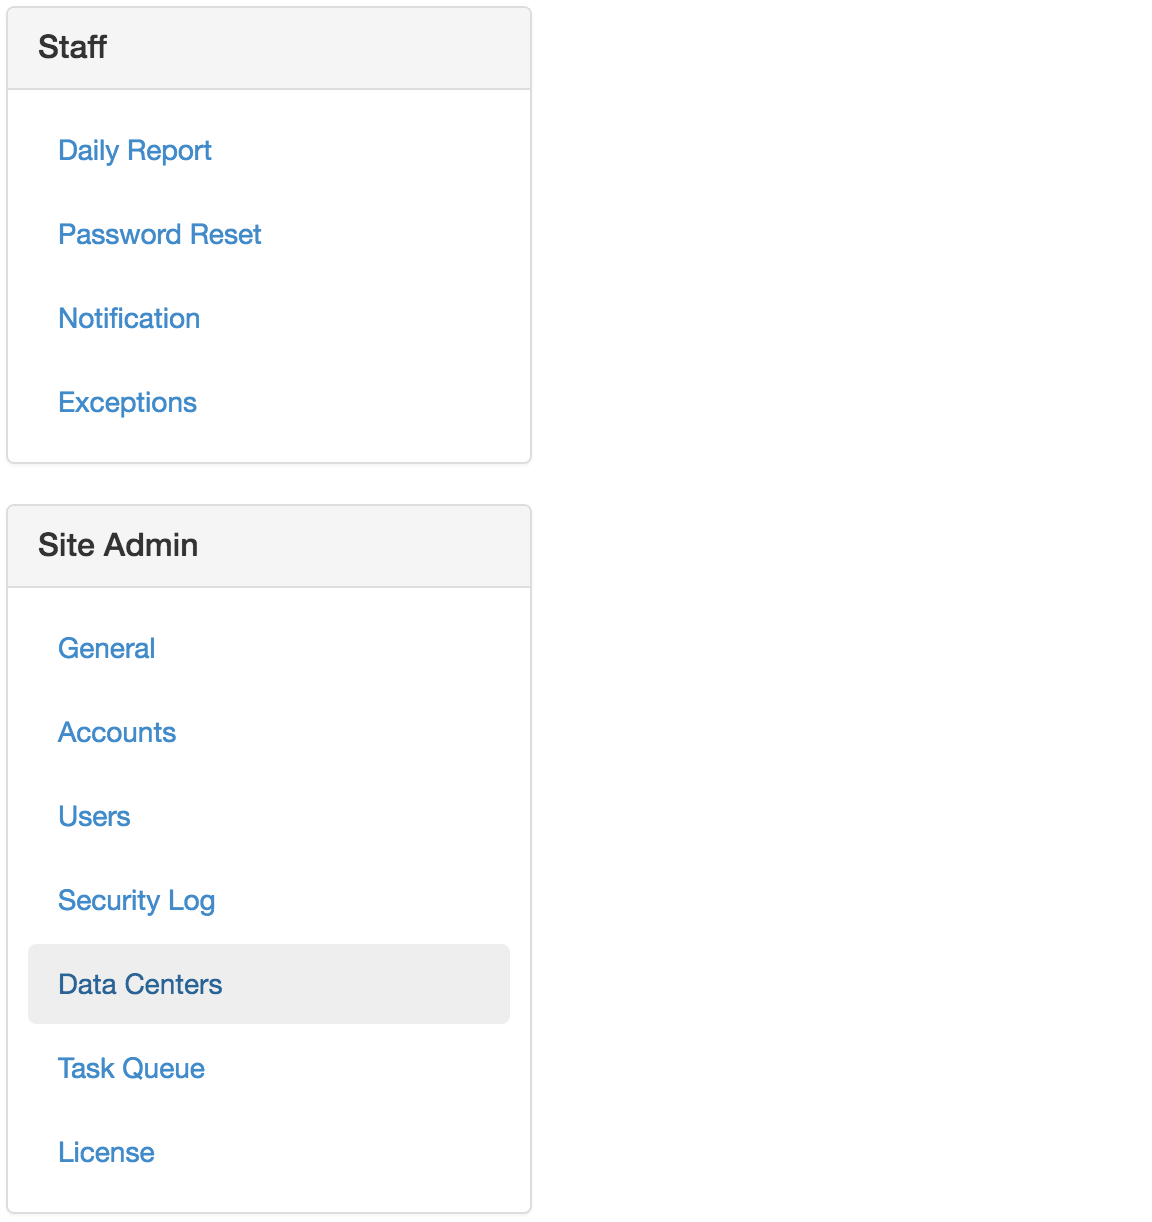 Staff
Daily Report
Password Reset
Notification
Exceptions
Site Admin
General
Accounts
Users
Security Log
Data Centers
Task Queue
License